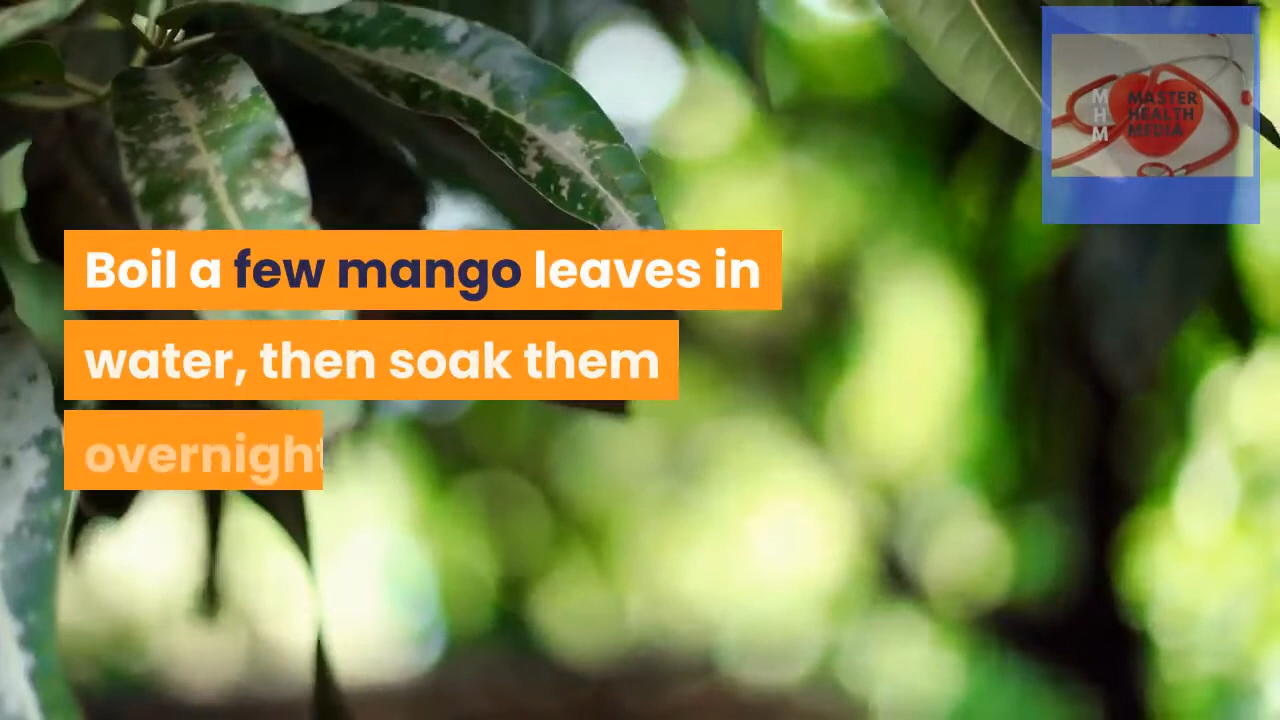 Boil a few mango leaves in
water, then soak them
overnight
M
H
M
MASTER
HEALTH
MEDIA